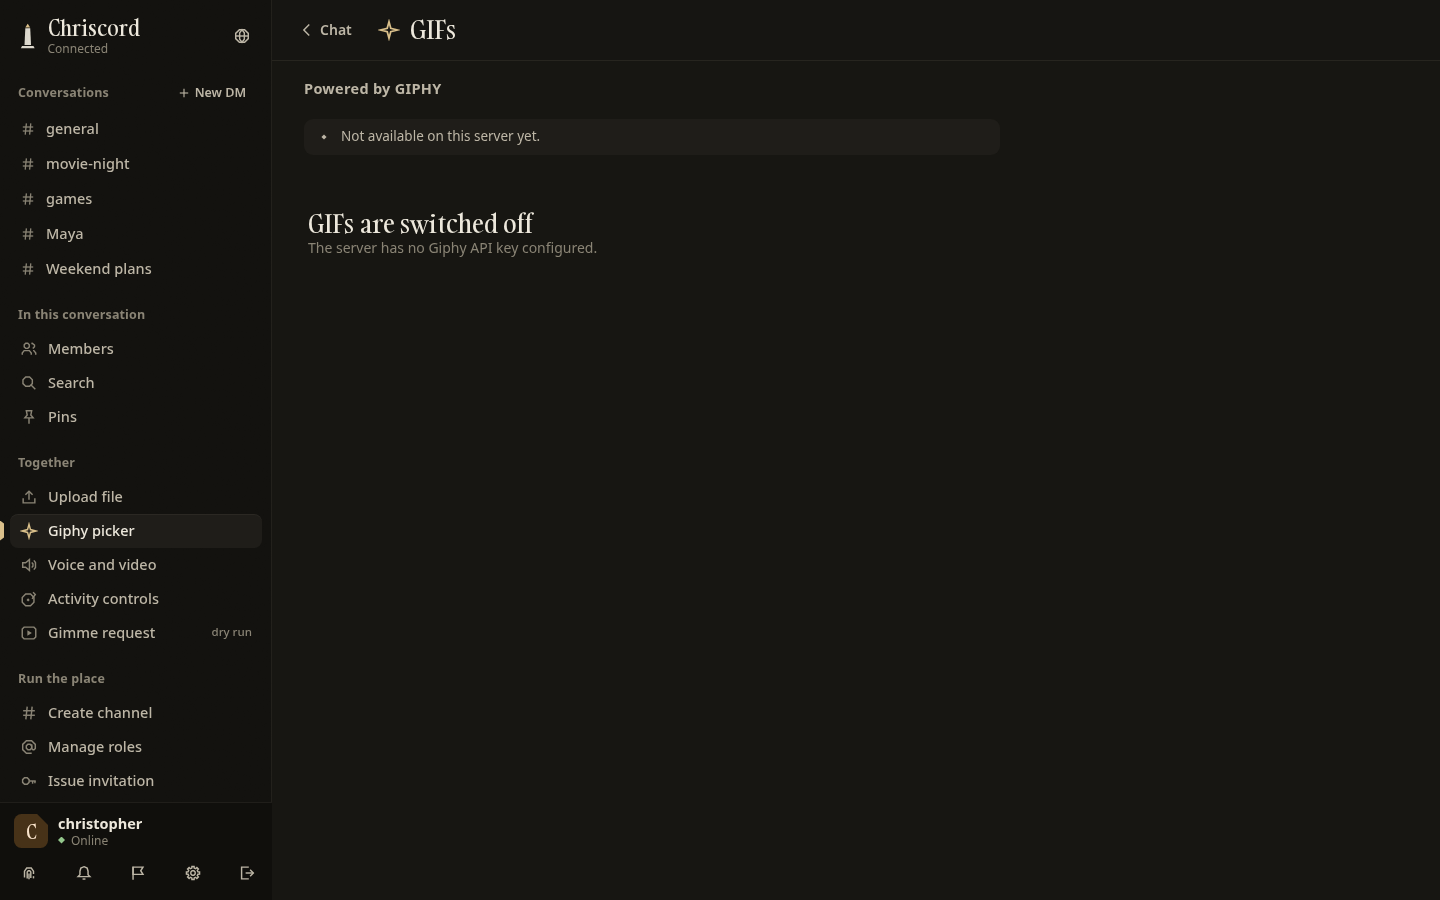 Chriscord
Connected
Conversations
+ New DM
# general
# movie-night
# games
# Maya
# Weekend plans
In this conversation
Members
Search
Pins
Together
Upload file
Giphy picker
Voice and video
Activity controls
Gimme request dry run
Run the place
# Create channel
Manage roles
Issue invitation
C
christopher
Online
Chat
GIFs
Powered by GIPHY
Not available on this server yet.
GIFs are switched off
The server has no Giphy API key configured.